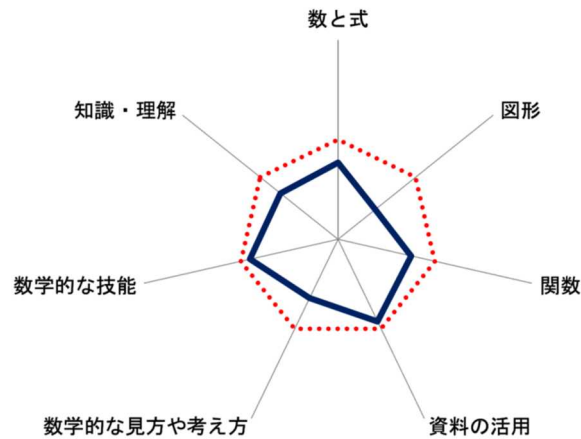 数と式
知識・理解
図形
数学的な技能
関数
数学的な見方や考え方
資料の活用